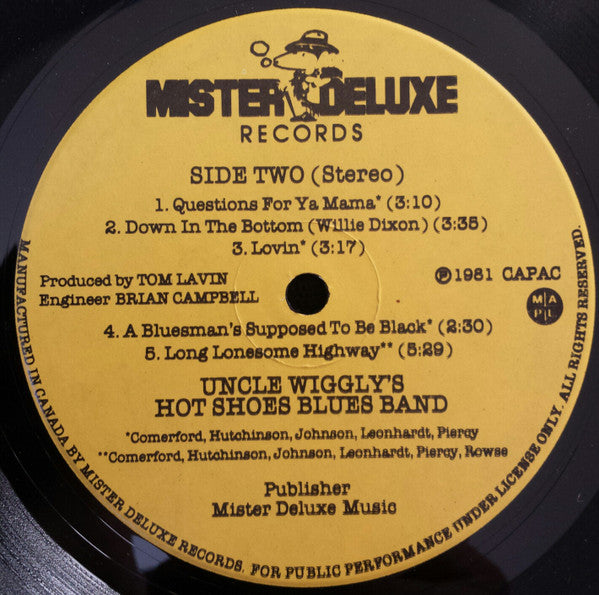 MISTER DELUXE
RECORDS
SIDE TWO (Stereo)
1. Questions For Ya Mama* (3:10)
2. Down In The Bottom (Willie Dixon) (3:35)
3. Lovin* (3:17)
Produced by TOM LAVIN
Engineer BRIAN CAMPBELL
℗ 1981 CAPAC
M A
P L
4. A Bluesman's Supposed To Be Black* (2:30)
5. Long Lonesome Highway** (5:29)
UNCLE WIGGLY'S
HOT SHOES BLUES BAND
*Comerford, Hutchinson, Johnson, Leonhardt, Piercy
**Comerford, Hutchinson, Johnson, Leonhardt, Piercy, Rowse
Publisher
Mister Deluxe Music
MANUFACTURED IN CANADA BY MISTER DELUXE RECORDS. FOR PUBLIC PERFORMANCE UNDER LICENSE ONLY. ALL RIGHTS RESERVED.